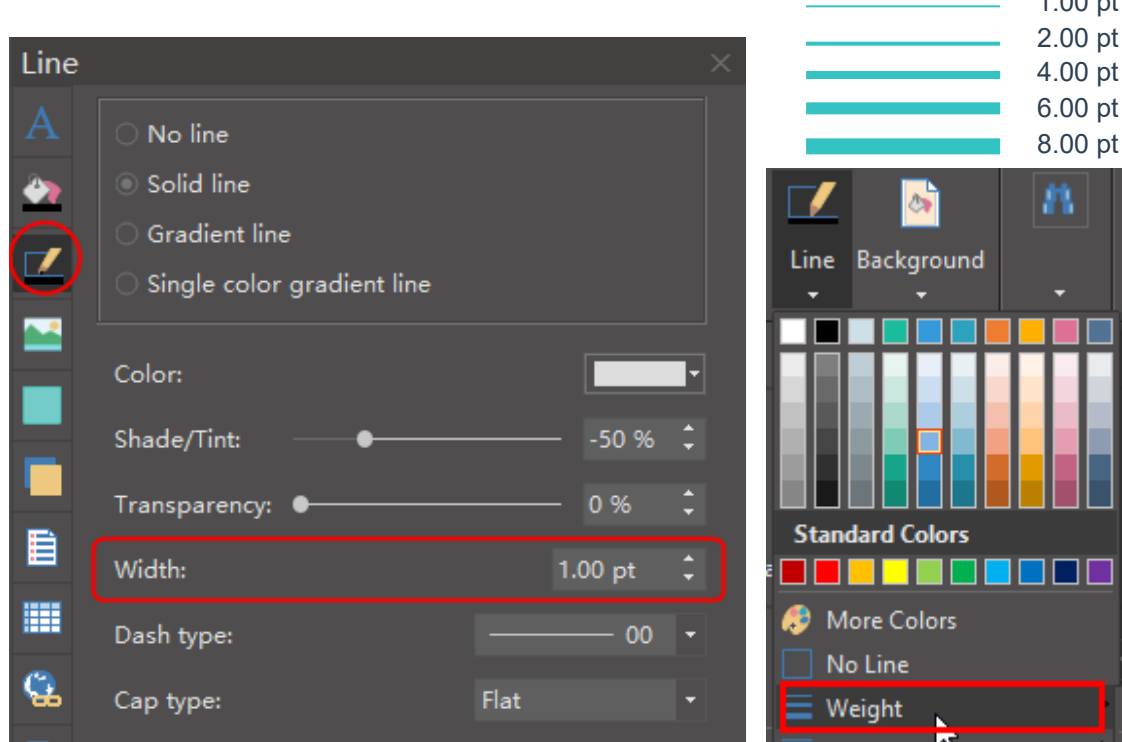 Line
No line
Solid line
Gradient line
Single color gradient line
Color:
Shade/Tint:
-50 %
Transparency:
0 %
Width:
1.00 pt
Dash type:
00
Cap type:
Flat
1.00 pt
2.00 pt
4.00 pt
6.00 pt
8.00 pt
Line
Background
Standard Colors
More Colors
No Line
Weight